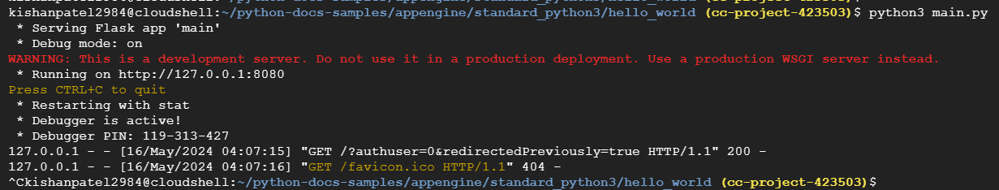 kishanpatel2984@cloudshell:~/python-docs-samples/appengine/standard_python3/hello_world (cc-project-423503)$ python3 main.py
 * Serving Flask app 'main'
 * Debug mode: on
WARNING: This is a development server. Do not use it in a production deployment. Use a production WSGI server instead.
 * Running on http://127.0.0.1:8080
Press CTRL+C to quit
 * Restarting with stat
 * Debugger is active!
 * Debugger PIN: 119-313-427
127.0.0.1 - - [16/May/2024 04:07:15] "GET /?authuser=0&redirectedPreviously=true HTTP/1.1" 200 -
127.0.0.1 - - [16/May/2024 04:07:16] "GET /favicon.ico HTTP/1.1" 404 -
^Ckishanpatel2984@cloudshell:~/python-docs-samples/appengine/standard_python3/hello_world (cc-project-423503)$